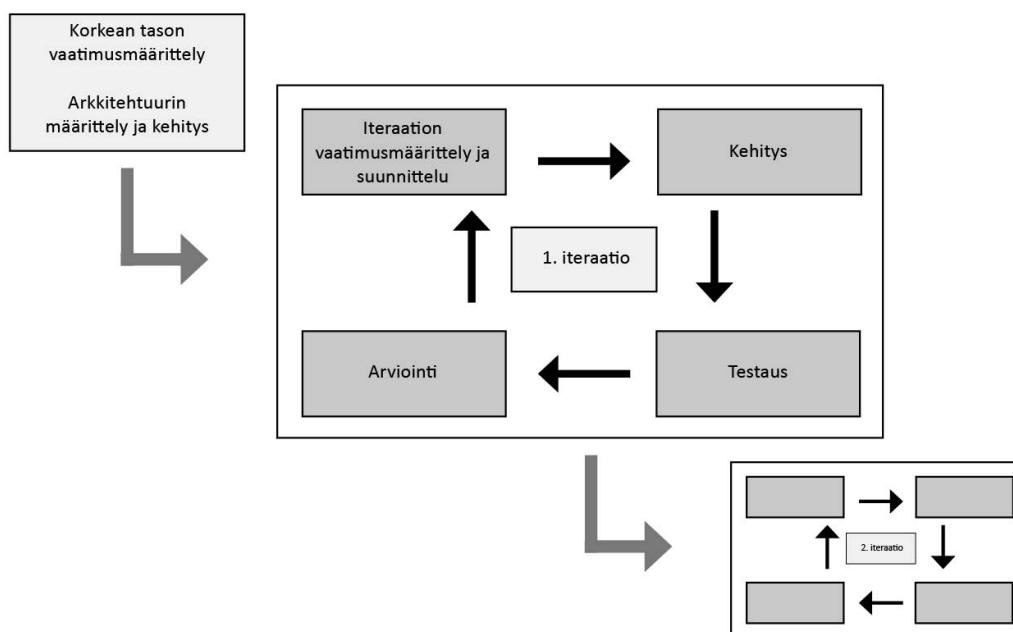 Korkean tason
vaatimusmäärittely
Arkkitehtuurin
määrittely ja kehitys
Iteraation
vaatimusmäärittely ja
suunnittelu
Kehitys
1. iteraatio
Arviointi
Testaus
2. iteraatio